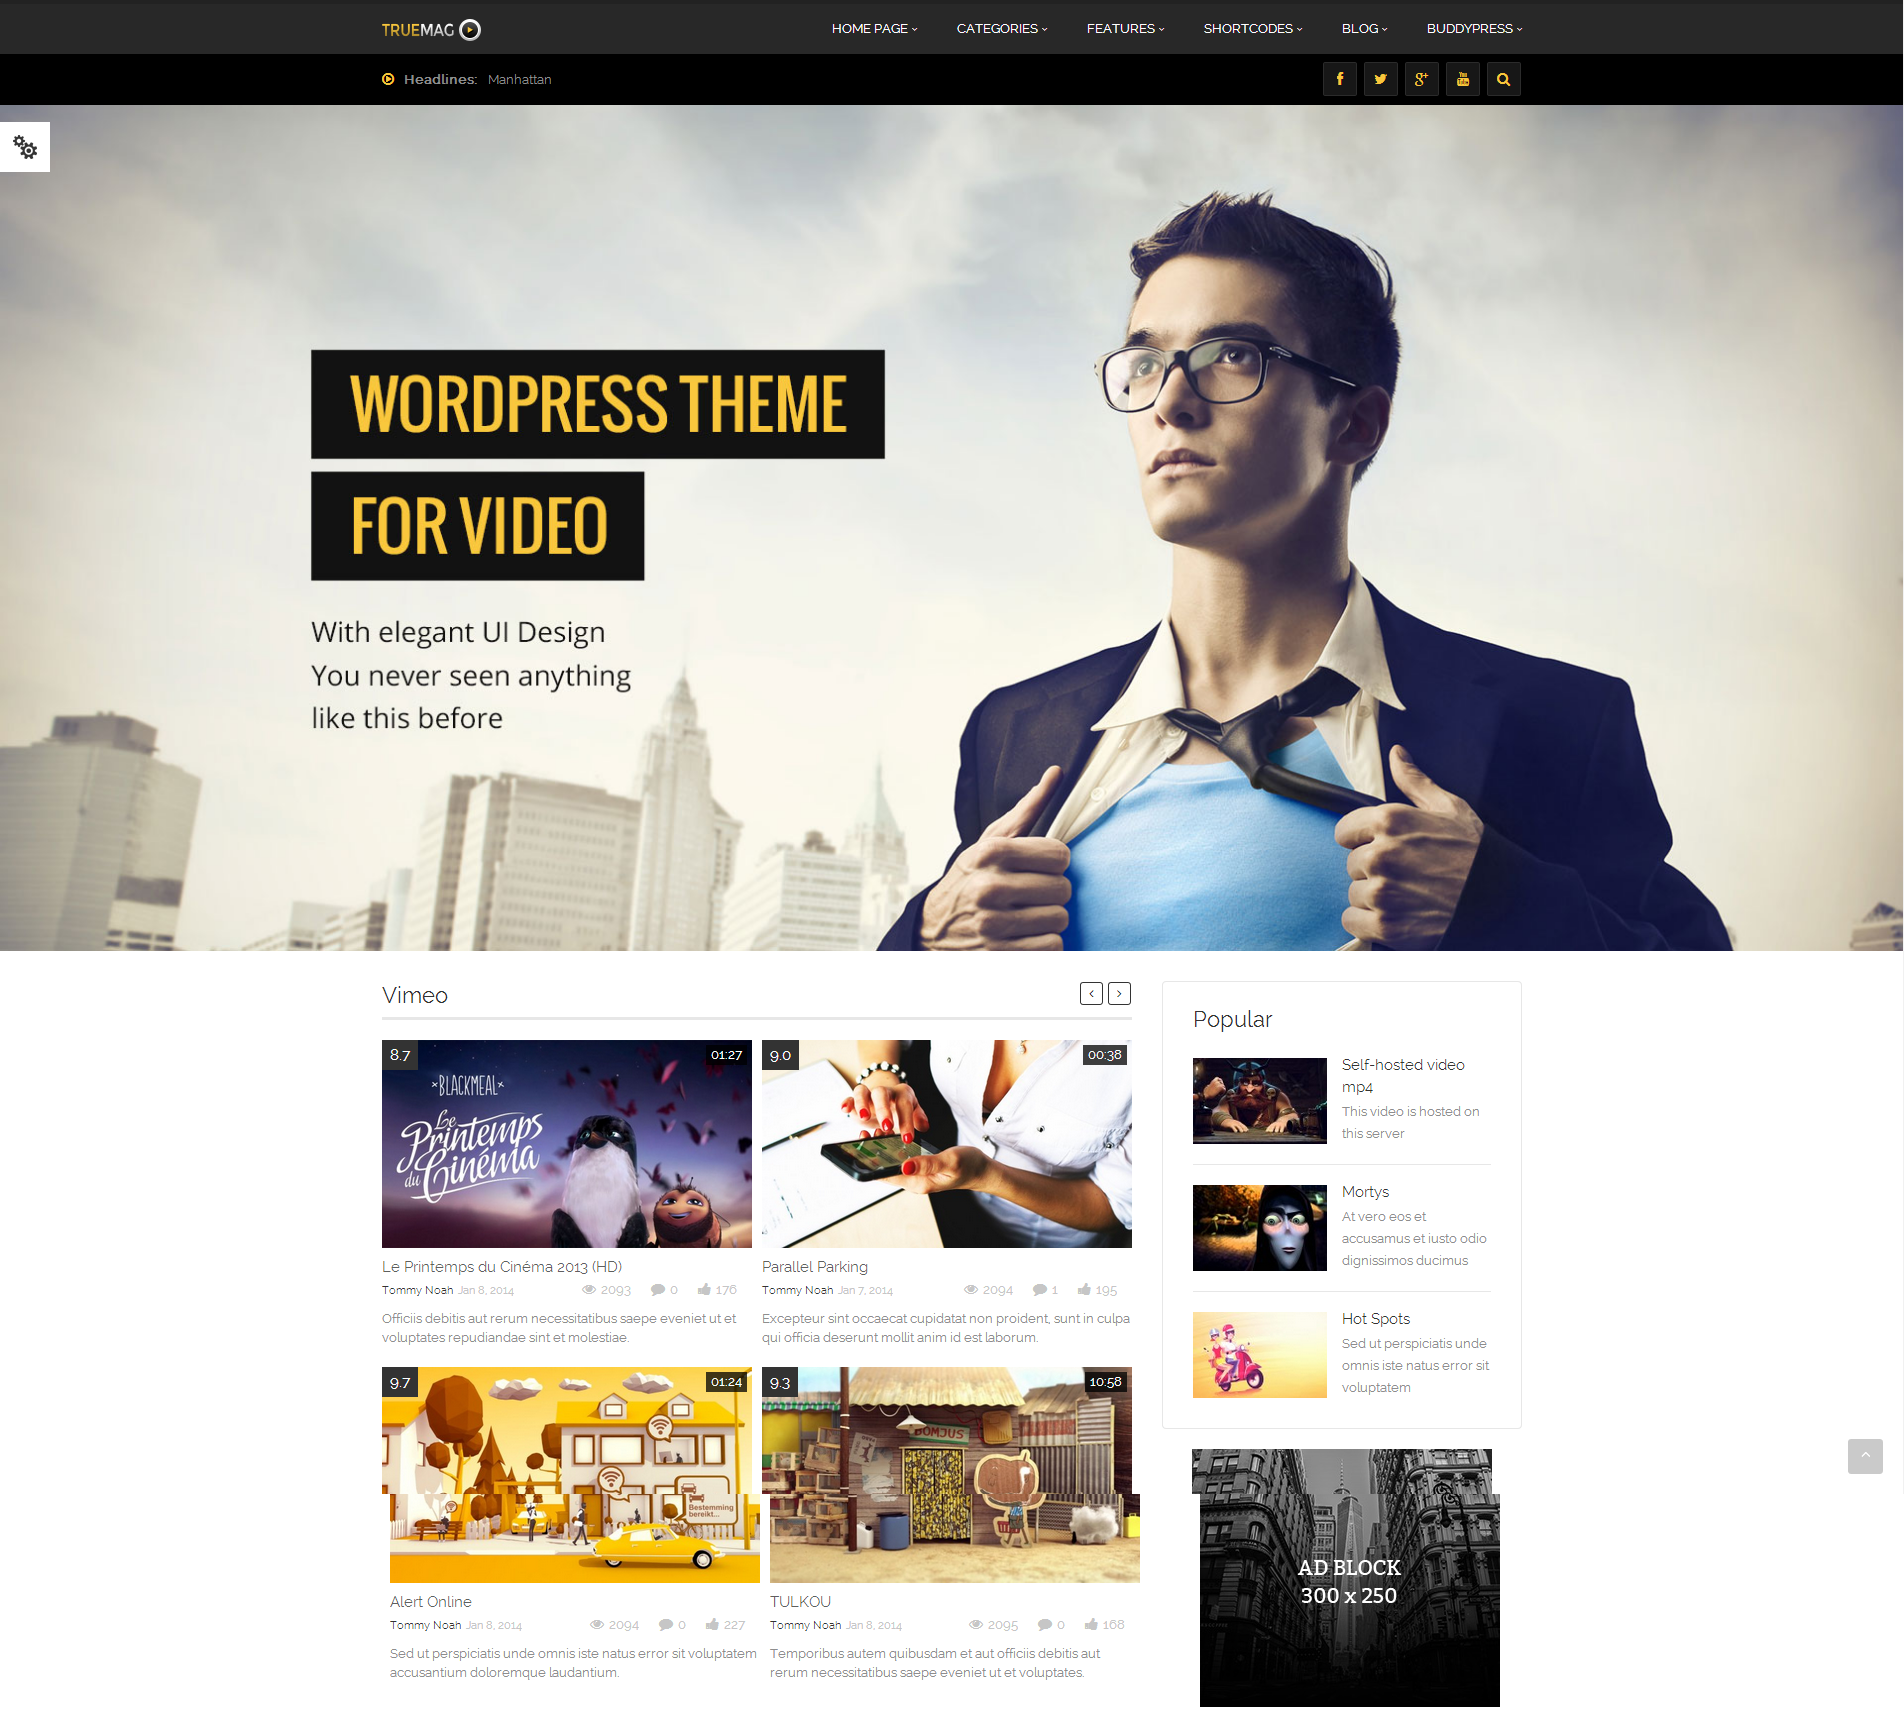 TRUEMAG
HOME PAGE
CATEGORIES
FEATURES
SHORTCODES
BLOG
BUDDYPRESS
Headlines: Manhattan
WORDPRESS THEME
FOR VIDEO
With elegant UI Design
You never seen anything
like this before
Vimeo
8.7
01:27
×BLACKMEAL×
Le
Printemps
du Cinéma
Le Printemps du Cinéma 2013 (HD)
Tommy Noah Jan 8, 2014 2093 0 176
Officiis debitis aut rerum necessitatibus saepe eveniet ut et
voluptates repudiandae sint et molestiae.
9.0
00:38
Parallel Parking
Tommy Noah Jan 7, 2014 2094 1 195
Excepteur sint occaecat cupidatat non proident, sunt in culpa
qui officia deserunt mollit anim id est laborum.
9.7
01:24
Bestemming
bereikt...
Alert Online
Tommy Noah Jan 8, 2014 2094 0 227
Sed ut perspiciatis unde omnis iste natus error sit voluptatem
accusantium doloremque laudantium.
9.3
10:58
BOMJUS
TULKOU
Tommy Noah Jan 8, 2014 2095 0 168
Temporibus autem quibusdam et aut officiis debitis aut
rerum necessitatibus saepe eveniet ut et voluptates.
Popular
Self-hosted video
mp4
This video is hosted on
this server
Mortys
At vero eos et
accusamus et iusto odio
dignissimos ducimus
Hot Spots
Sed ut perspiciatis unde
omnis iste natus error sit
voluptatem
AD BLOCK
300 x 250